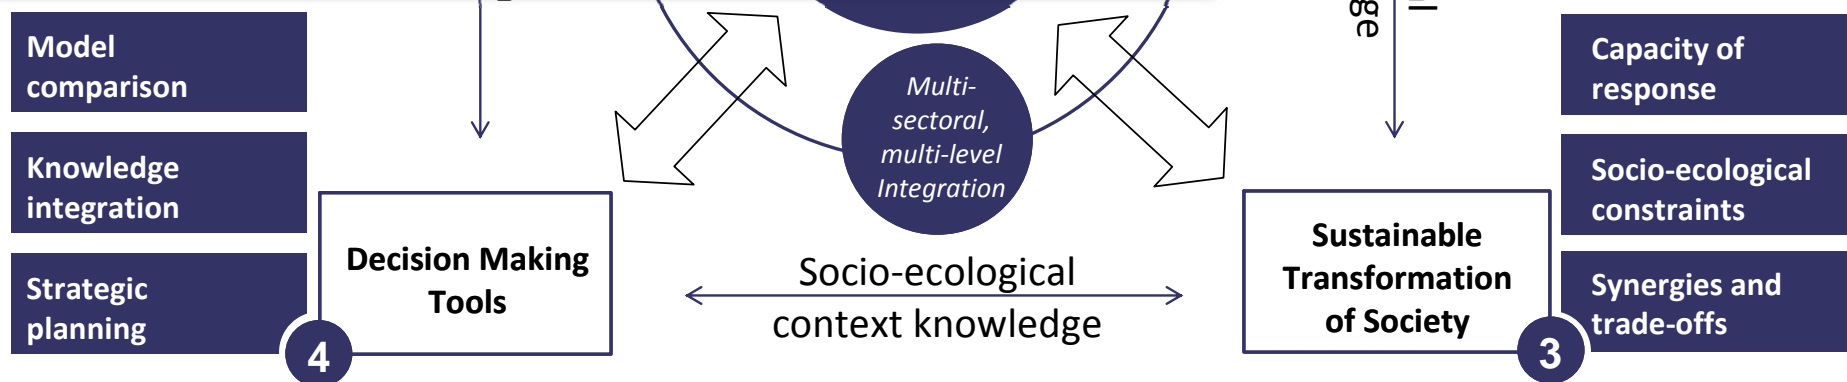 Model
comparison
Knowledge
integration
Strategic
planning
Decision Making
Tools
4
Multi-
sectoral,
multi-level
Integration
Socio-ecological
context knowledge
Sustainable
Transformation
of Society
3
Capacity of
response
Socio-ecological
constraints
Synergies and
trade-offs